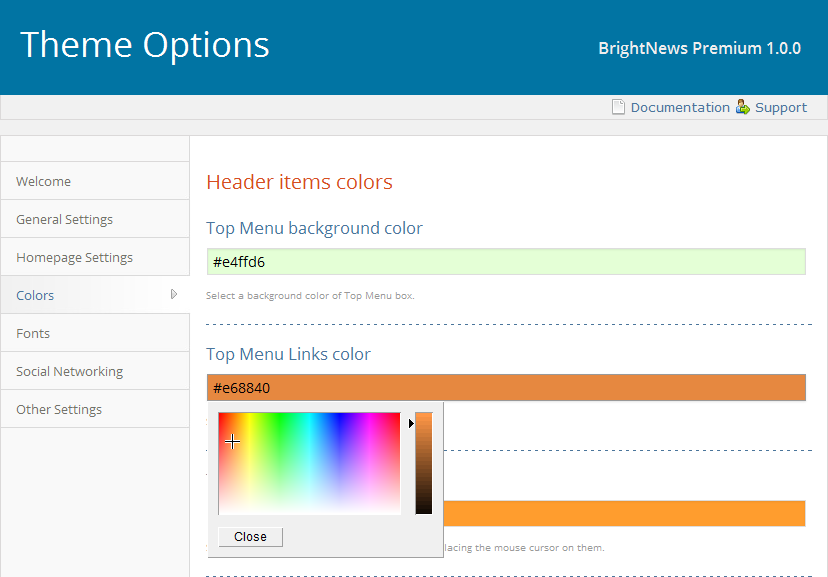 Theme Options
BrightNews Premium 1.0.0
Documentation
Support
Welcome
General Settings
Homepage Settings
Colors
Fonts
Social Networking
Other Settings
Header items colors
Top Menu background color
#e4ffd6
Select a background color of Top Menu box.
Top Menu Links color
#e68840
Close
lacing the mouse cursor on them.